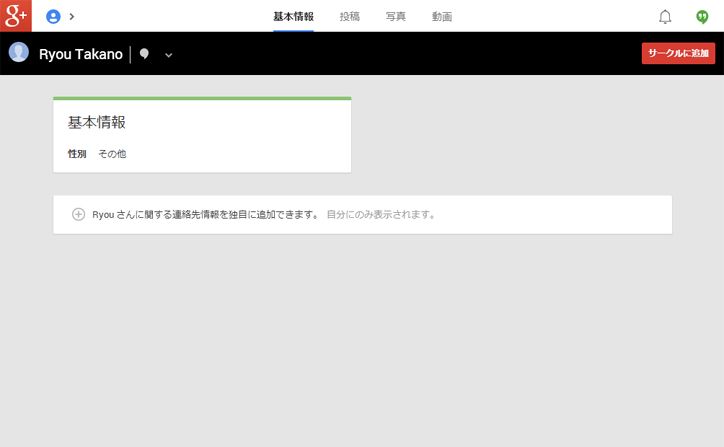 g+
基本情報 投稿 写真 動画
Ryou Takano
サークルに追加
基本情報
性別 その他
Ryou さんに関する連絡先情報を独自に追加できます。 自分にのみ表示されます。